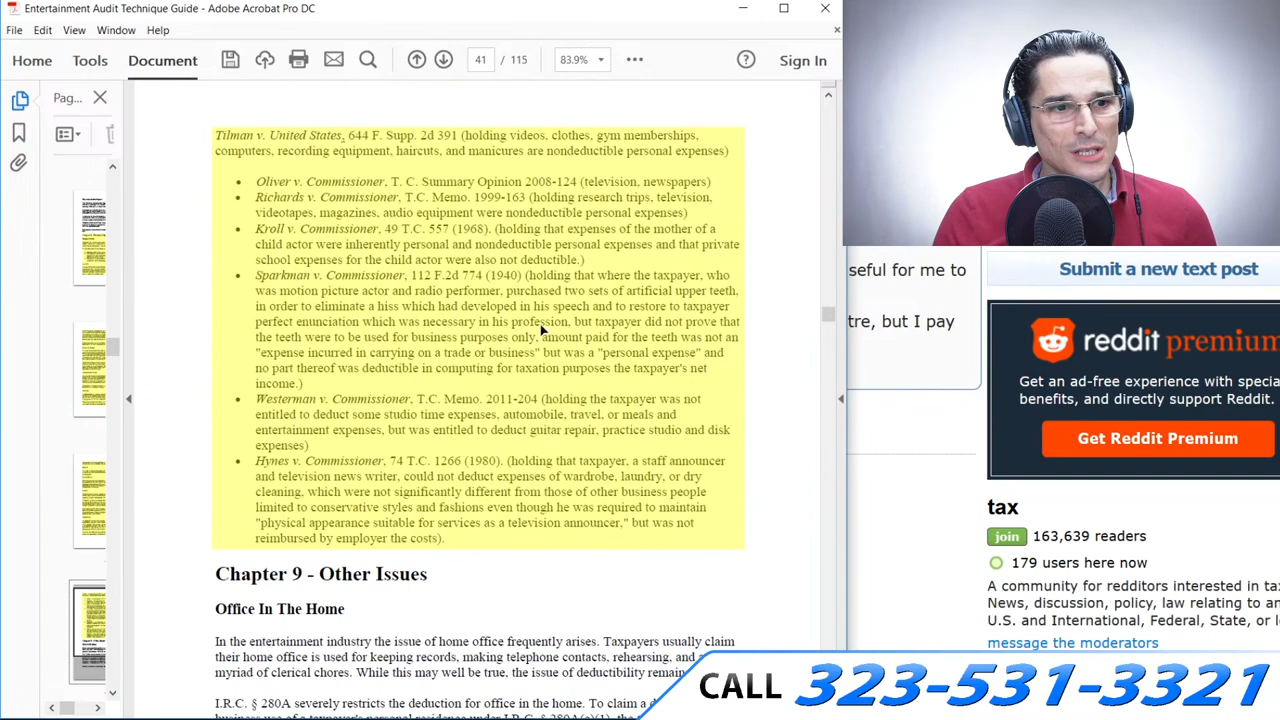 Entertainment Audit Technique Guide - Adobe Acrobat Pro DC
File Edit View Window Help
Home Tools Document 41 / 115 83.9% Sign In
Pag...
Tilman v. United States, 644 F. Supp. 2d 391 (holding videos, clothes, gym memberships,
computers, recording equipment, haircuts, and manicures are nondeductible personal expenses)
• Oliver v. Commissioner, T. C. Summary Opinion 2008-124 (television, newspapers)
• Richards v. Commissioner, T.C. Memo. 1999-163 (holding research trips, television,
videotapes, magazines, audio equipment were nondeductible personal expenses)
• Kroll v. Commissioner, 49 T.C. 557 (1968). (holding that expenses of the mother of a
child actor were inherently personal and nondeductible personal expenses and that private
school expenses for the child actor were also not deductible.)
• Sparkman v. Commissioner, 112 F.2d 774 (1940) (holding that where the taxpayer, who
was motion picture actor and radio performer, purchased two sets of artificial upper teeth,
in order to eliminate a hiss which had developed in his speech and to restore to taxpayer
perfect enunciation which was necessary in his profession, but taxpayer did not prove that
the teeth were to be used for business purposes only, amount paid for the teeth was not an
"expense incurred in carrying on a trade or business" but was a "personal expense" and
no part thereof was deductible in computing for taxation purposes the taxpayer's net
income.)
• Westerman v. Commissioner, T.C. Memo. 2011-204 (holding the taxpayer was not
entitled to deduct some studio time expenses, automobile, travel, or meals and
entertainment expenses, but was entitled to deduct guitar repair, practice studio and disk
expenses)
• Hynes v. Commissioner, 74 T.C. 1266 (1980). (holding that taxpayer, a staff announcer
and television news writer, could not deduct expenses of wardrobe, laundry, or dry
cleaning, which were not significantly different from those of other business people
limited to conservative styles and fashions even though he was required to maintain
"physical appearance suitable for services as a television announcer," but was not
reimbursed by employer the costs).
Chapter 9 - Other Issues
Office In The Home
In the entertainment industry the issue of home office frequently arises. Taxpayers usually claim
their home office is used for keeping records, making telephone contacts, rehearsing, and a
myriad of clerical chores. While this may well be true, the issue of deductibility remain
I.R.C. § 280A severely restricts the deduction for office in the home. To claim a d
seful for me to
tre, but I pay
Submit a new text post
reddit premium
Get an ad-free experience with specia
benefits, and directly support Reddit.
Get Reddit Premium
tax
join 163,639 readers
179 users here now
A community for redditors interested in ta
News, discussion, policy, law relating to an
U.S. and International, Federal, State, or lo
message the moderators
CALL 323-531-3321